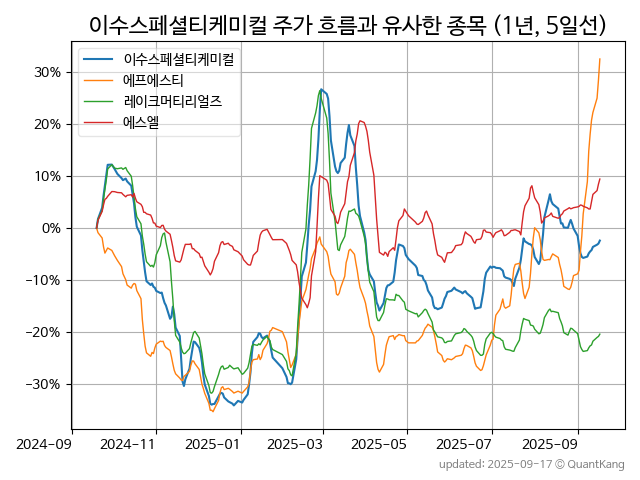 이수스페셜티케미컬 주가 흐름과 유사한 종목 (1년, 5일선)
이수스페셜티케미컬
에프에스티
레이크머티리얼즈
에스엘
30%
20%
10%
0%
−10%
−20%
−30%
2024-09 2024-11 2025-01 2025-03 2025-05 2025-07 2025-09
updated: 2025-09-17 © QuantKang